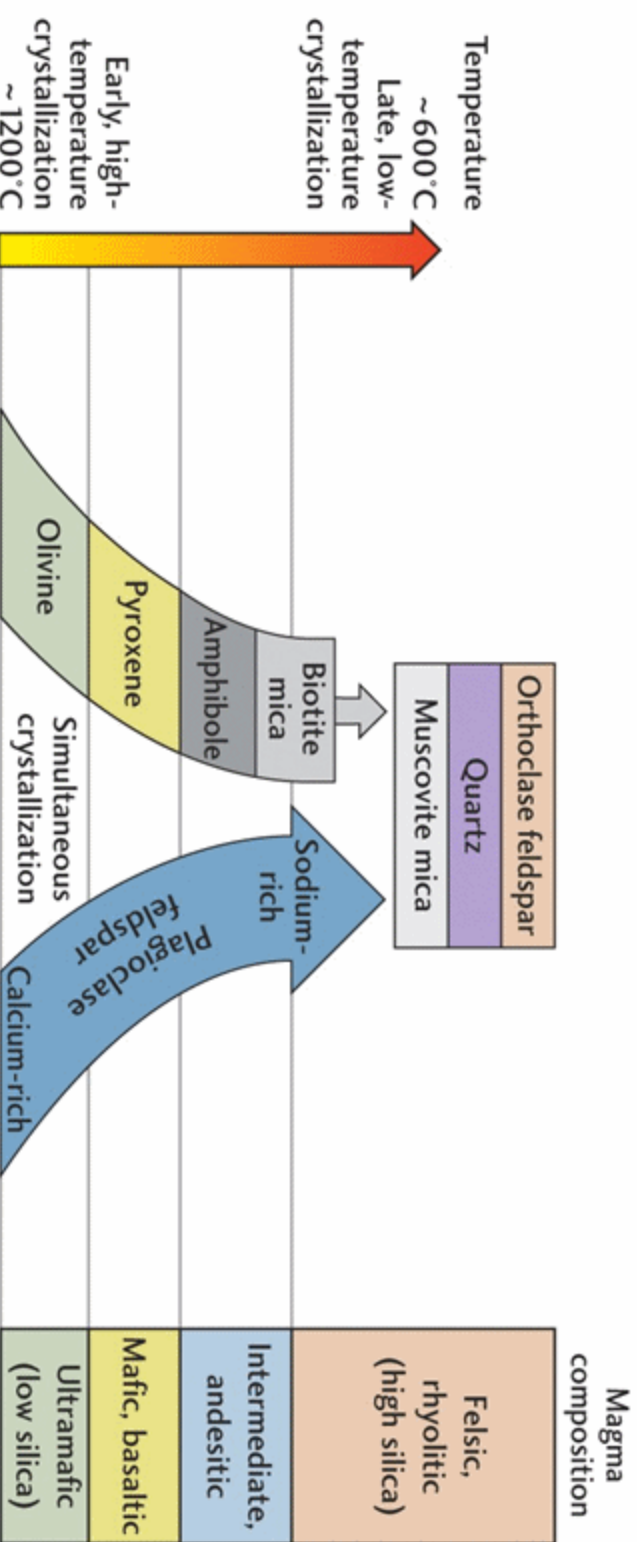 Temperature
~600°C
Late, low-
temperature
crystallization
Early, high-
temperature
crystallization
~1200°C
Orthoclase feldspar
Quartz
Muscovite mica
Biotite
mica
Amphibole
Pyroxene
Olivine
Simultaneous
crystallization
Sodium-
rich
Plagioclase
feldspar
Calcium-rich
Magma
composition
Felsic,
rhyolitic
(high silica)
Intermediate,
andesitic
Mafic, basaltic
Ultramafic
(low silica)